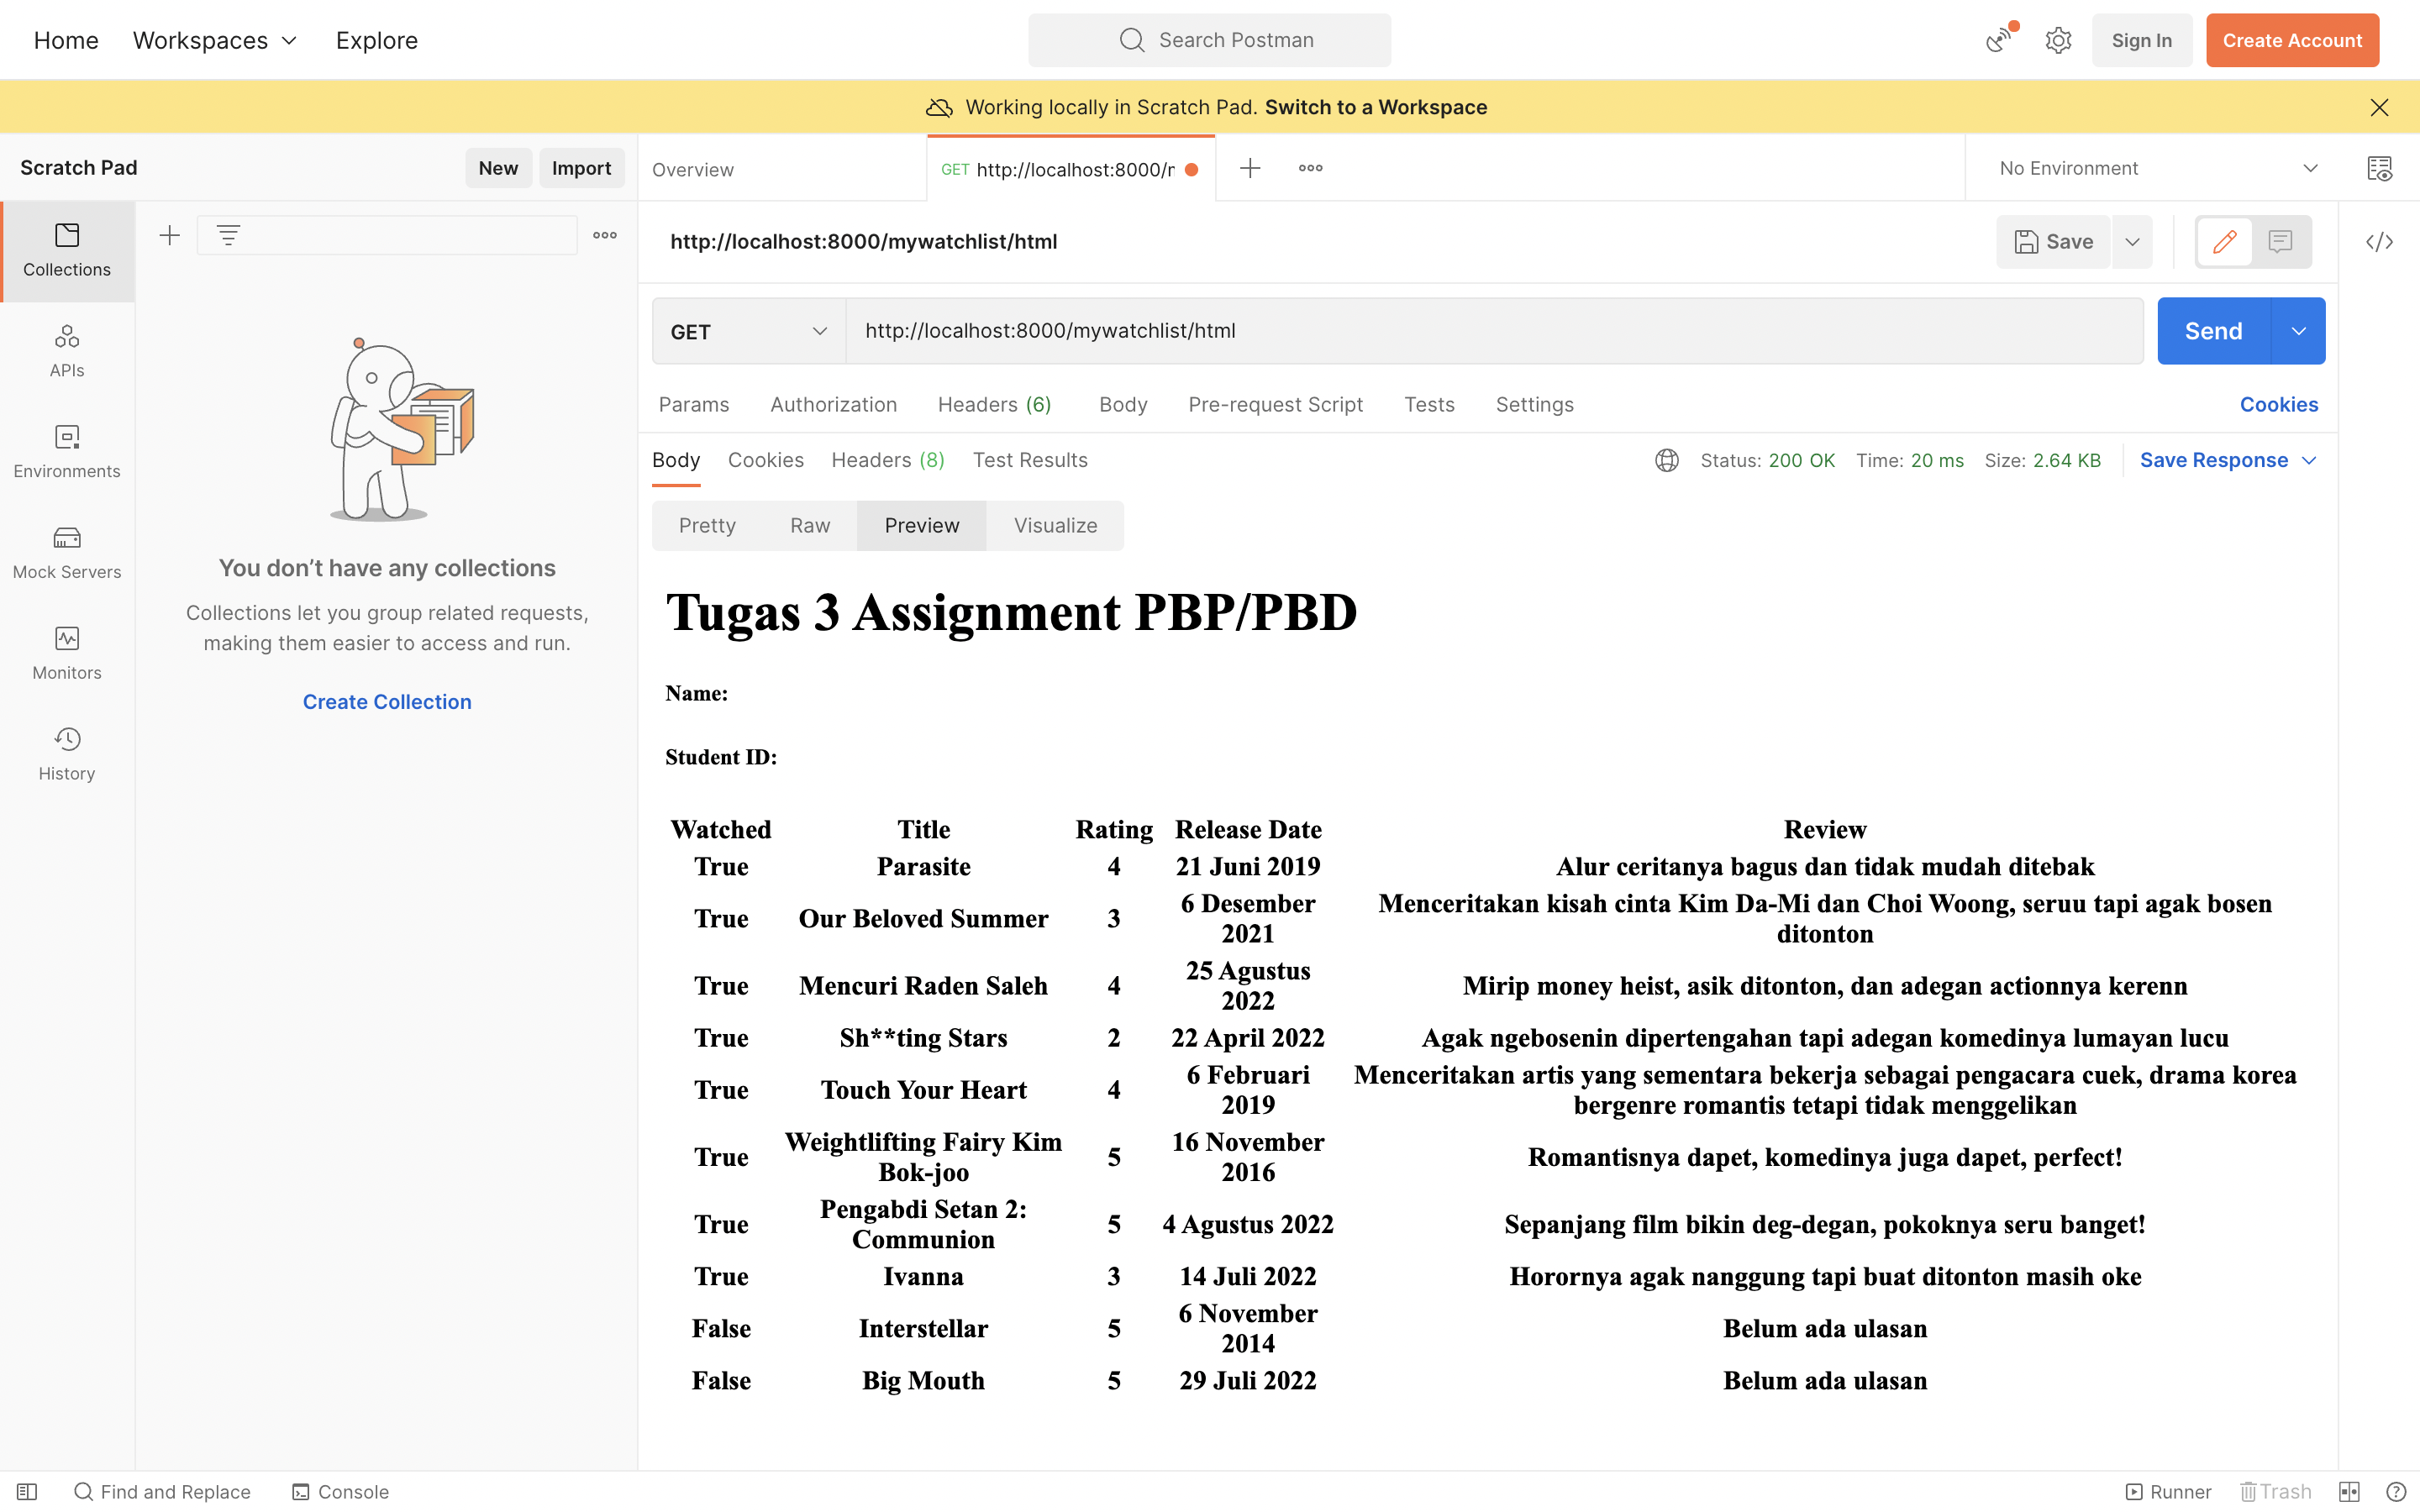 Home Workspaces Explore Search Postman Sign In Create Account
Working locally in Scratch Pad. Switch to a Workspace
Scratch Pad New Import
Overview GET http://localhost:8000/r No Environment
Collections
APIs
Environments
Mock Servers
Monitors
History
You don’t have any collections
Collections let you group related requests,
making them easier to access and run.
Create Collection
http://localhost:8000/mywatchlist/html Save
GET http://localhost:8000/mywatchlist/html Send
Params Authorization Headers (6) Body Pre-request Script Tests Settings Cookies
Body Cookies Headers (8) Test Results Status: 200 OK Time: 20 ms Size: 2.64 KB Save Response
Pretty Raw Preview Visualize
Tugas 3 Assignment PBP/PBD
Name:
Student ID:
Watched Title Rating Release Date Review
True Parasite 4 21 Juni 2019 Alur ceritanya bagus dan tidak mudah ditebak
True Our Beloved Summer 3 6 Desember
2021 Menceritakan kisah cinta Kim Da-Mi dan Choi Woong, seruu tapi agak bosen
ditonton
True Mencuri Raden Saleh 4 25 Agustus
2022 Mirip money heist, asik ditonton, dan adegan actionnya kerenn
True Sh**ting Stars 2 22 April 2022 Agak ngebosenin dipertengahan tapi adegan komedinya lumayan lucu
True Touch Your Heart 4 6 Februari
2019 Menceritakan artis yang sementara bekerja sebagai pengacara cuek, drama korea
bergenre romantis tetapi tidak menggelikan
True Weightlifting Fairy Kim
Bok-joo 5 16 November
2016 Romantisnya dapet, komedinya juga dapet, perfect!
True Pengabdi Setan 2:
Communion 5 4 Agustus 2022 Sepanjang film bikin deg-degan, pokoknya seru banget!
True Ivanna 3 14 Juli 2022 Horornya agak nanggung tapi buat ditonton masih oke
False Interstellar 5 6 November
2014 Belum ada ulasan
False Big Mouth 5 29 Juli 2022 Belum ada ulasan
Find and Replace Console Runner Trash